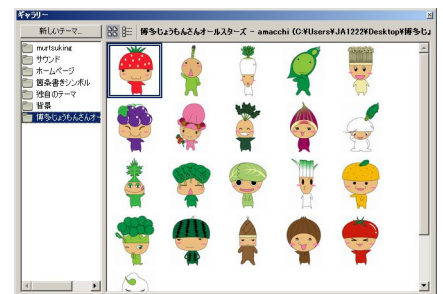 ギャラリー
新しいテーマ...
博多じょうもんさんオールスターズ - amacchi (C:¥Users¥JA1222¥Desktop¥博多じょ
murtsuking
サウンド
ホームページ
箇条書きシンボル
独自のテーマ
背景
博多じょうもんさんオー